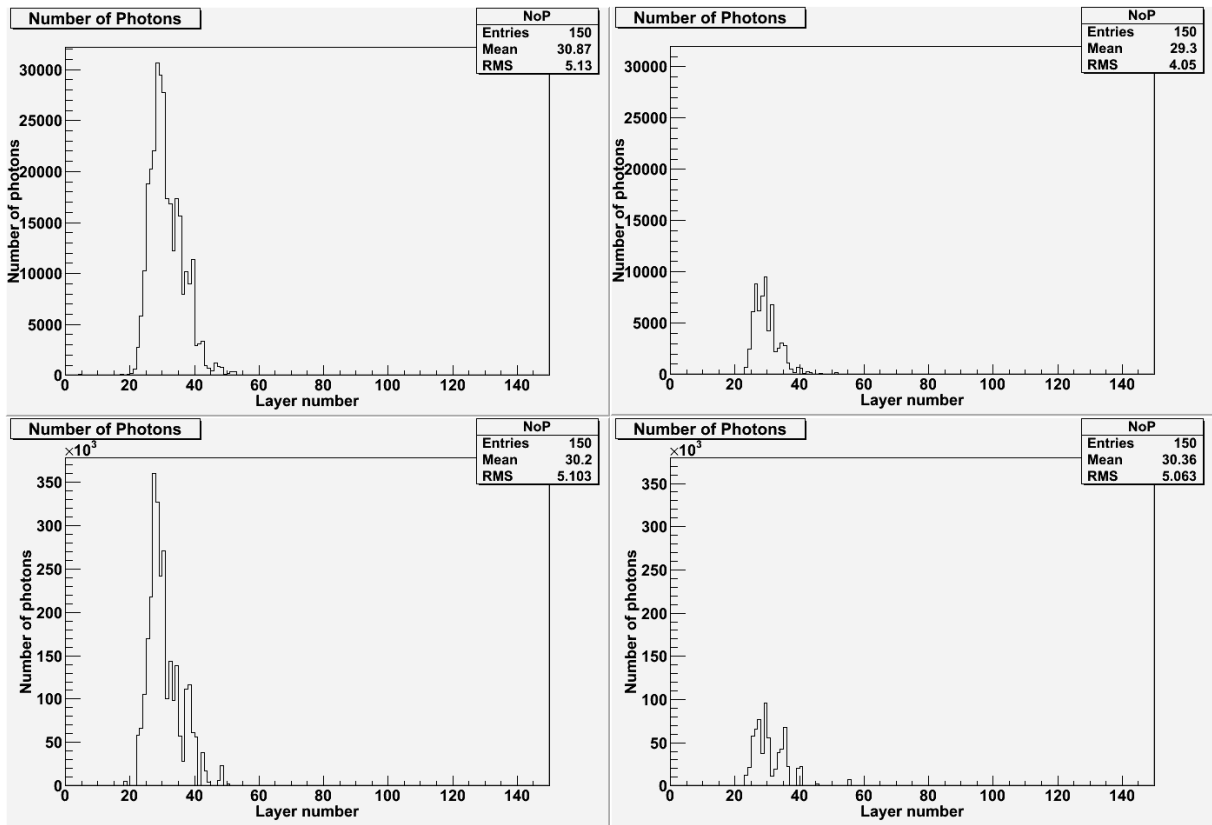 Number of Photons
NoP
Entries 150
Mean 30.87
RMS 5.13
Number of photons
30000
25000
20000
15000
10000
5000
0
0 20 40 60 80 100 120 140
Layer number
Number of Photons
NoP
Entries 150
Mean 29.3
RMS 4.05
Number of photons
30000
25000
20000
15000
10000
5000
0
0 20 40 60 80 100 120 140
Layer number
Number of Photons
×10³
NoP
Entries 150
Mean 30.2
RMS 5.103
Number of photons
350
300
250
200
150
100
50
0
0 20 40 60 80 100 120 140
Layer number
Number of Photons
×10³
NoP
Entries 150
Mean 30.36
RMS 5.063
Number of photons
350
300
250
200
150
100
50
0
0 20 40 60 80 100 120 140
Layer number